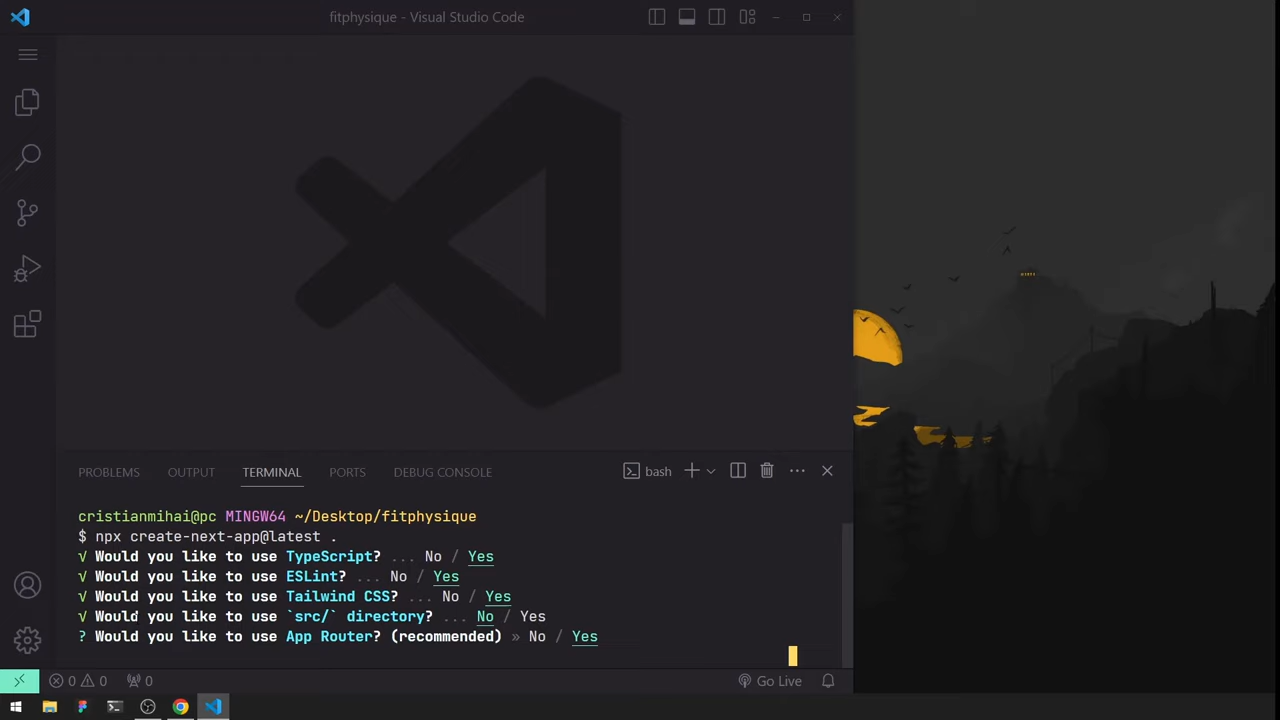 fitphysique - Visual Studio Code
PROBLEMS OUTPUT TERMINAL PORTS DEBUG CONSOLE bash
cristianmihai@pc MINGW64 ~/Desktop/fitphysique
$ npx create-next-app@latest .
√ Would you like to use TypeScript? ... No / Yes
√ Would you like to use ESLint? ... No / Yes
√ Would you like to use Tailwind CSS? ... No / Yes
√ Would you like to use `src/` directory? ... No / Yes
? Would you like to use App Router? (recommended) » No / Yes
0 0 0 Go Live